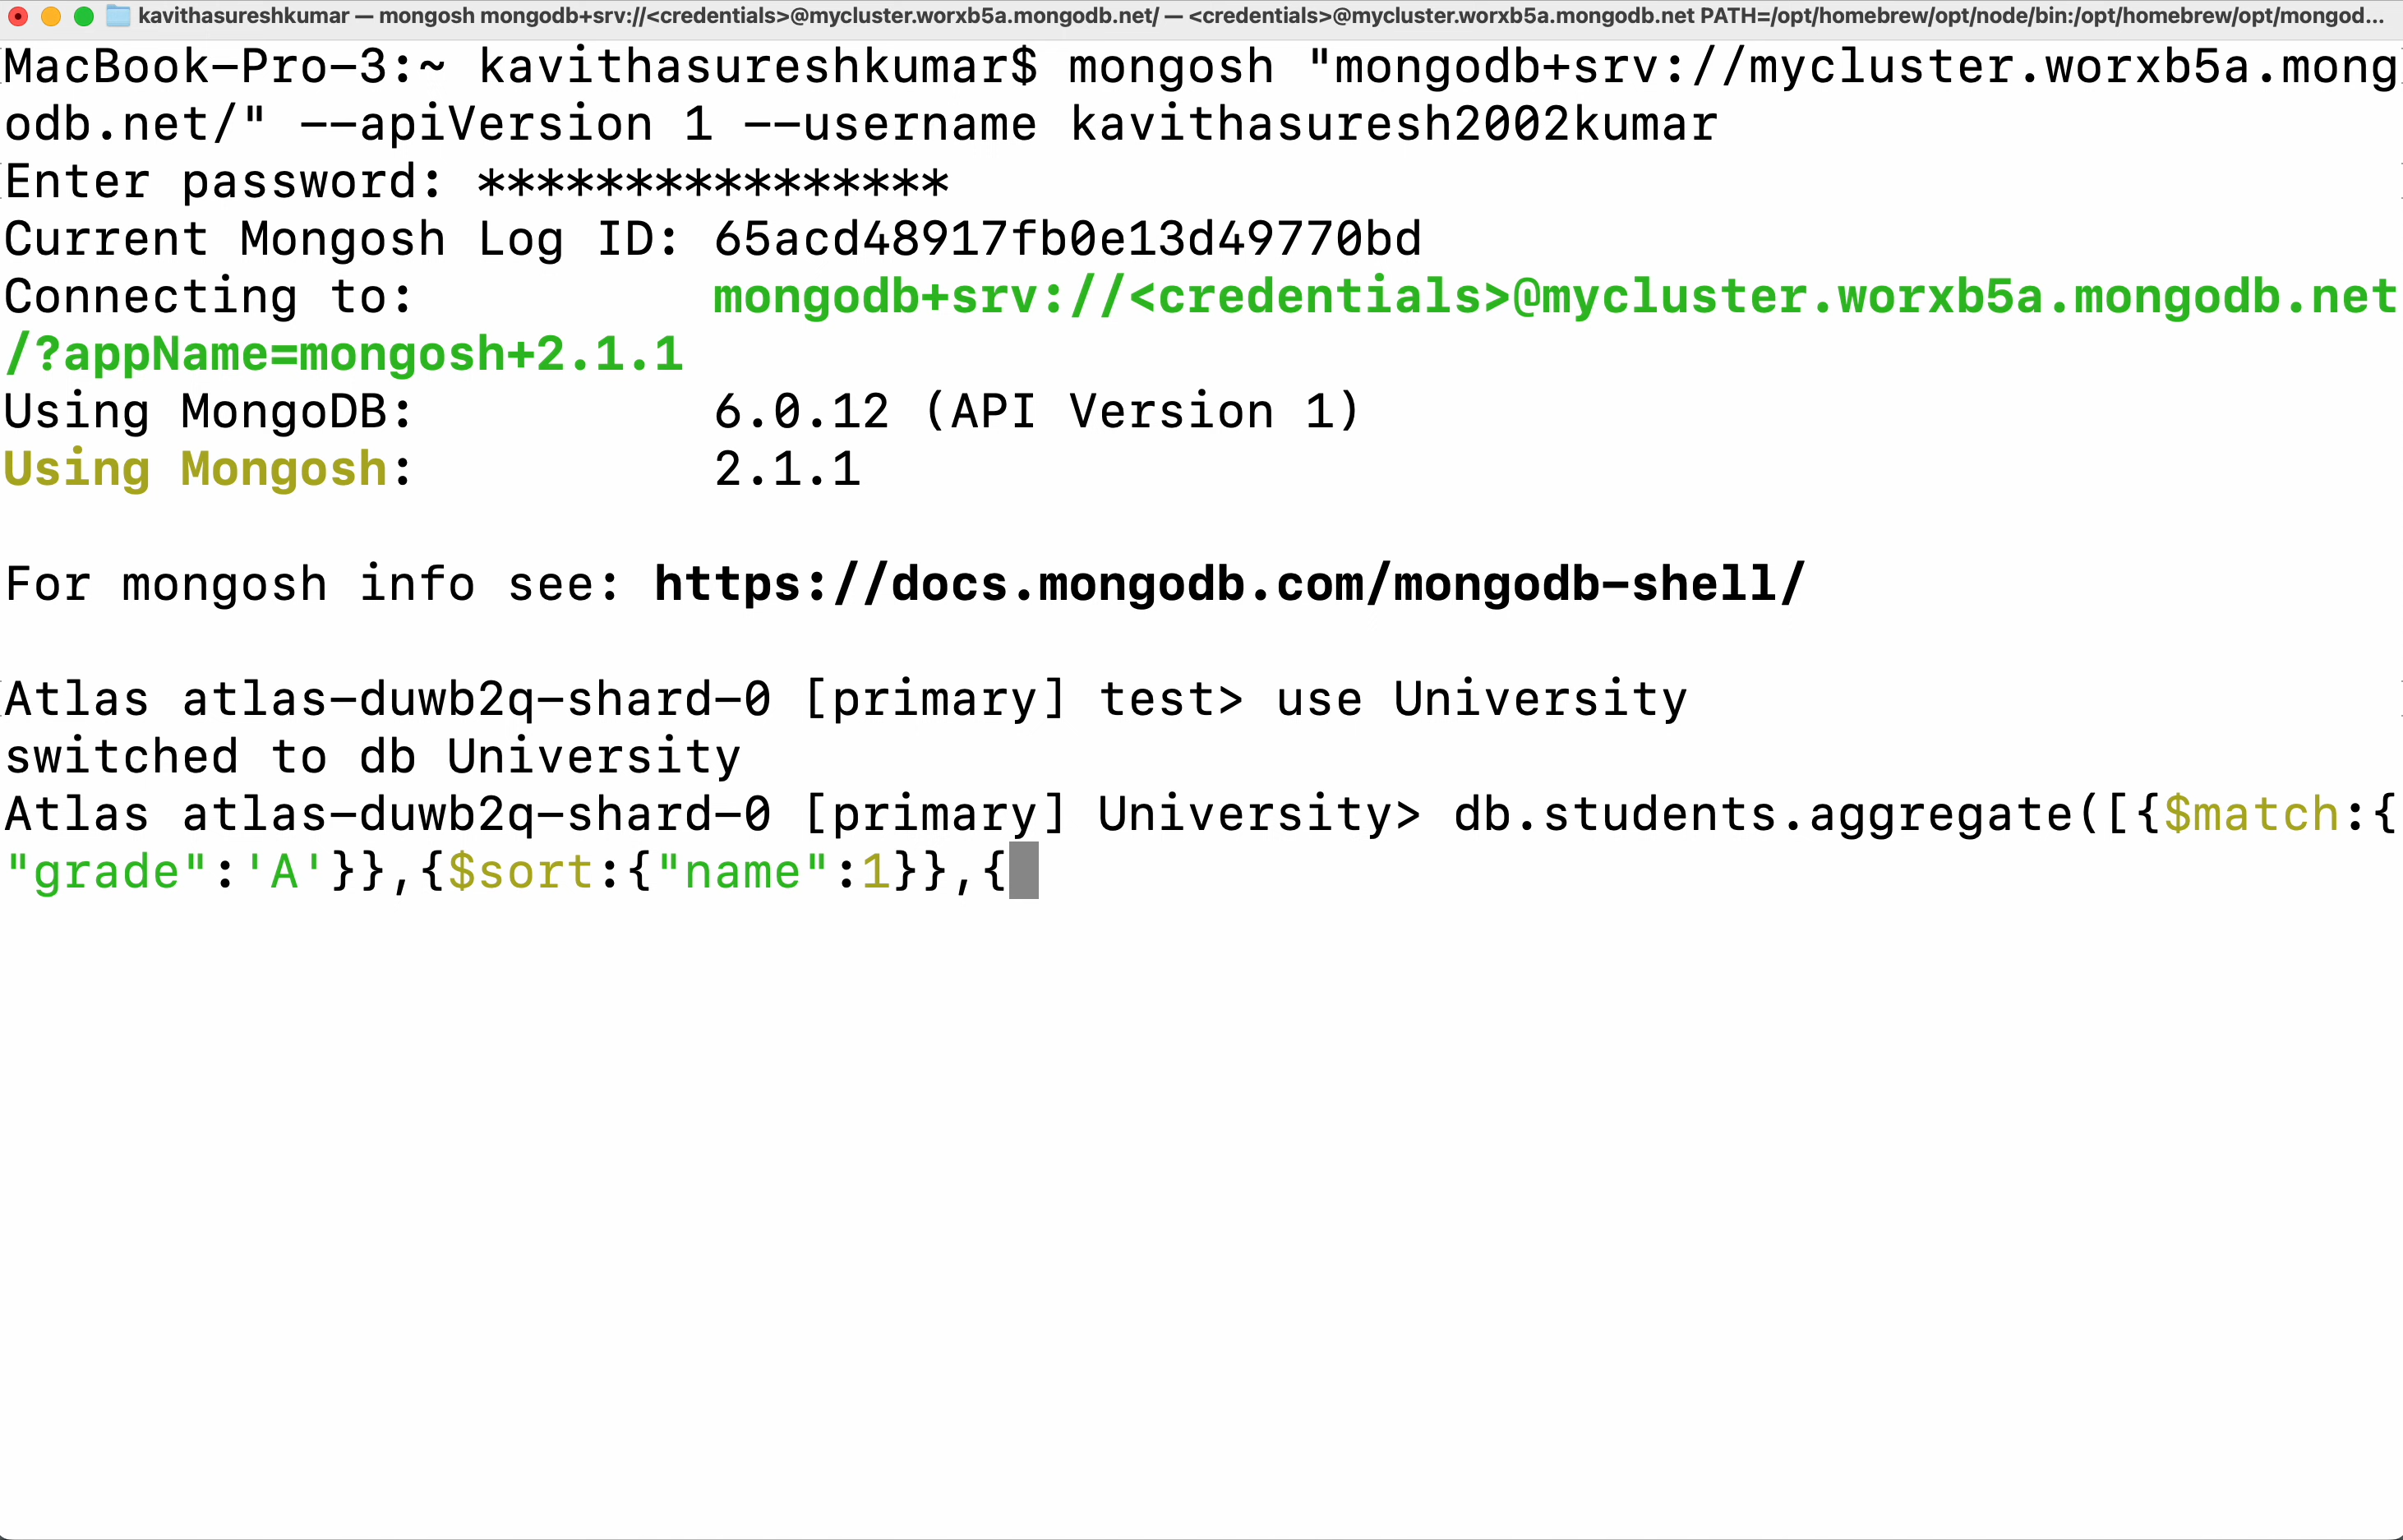 kavithasureshkumar — mongosh mongodb+srv://<credentials>@mycluster.worxb5a.mongodb.net/ — <credentials>@mycluster.worxb5a.mongodb.net PATH=/opt/homebrew/opt/node/bin:/opt/homebrew/opt/mongod...
MacBook-Pro-3:~ kavithasureshkumar$ mongosh "mongodb+srv://mycluster.worxb5a.mong
odb.net/" --apiVersion 1 --username kavithasuresh2002kumar
Enter password: ****************
Current Mongosh Log ID: 65acd48917fb0e13d49770bd
Connecting to:          mongodb+srv://<credentials>@mycluster.worxb5a.mongodb.net
/?appName=mongosh+2.1.1
Using MongoDB:          6.0.12 (API Version 1)
Using Mongosh:          2.1.1
For mongosh info see: https://docs.mongodb.com/mongodb-shell/
Atlas atlas-duwb2q-shard-0 [primary] test> use University
switched to db University
Atlas atlas-duwb2q-shard-0 [primary] University> db.students.aggregate([{$match:{
"grade":'A'}},{$sort:{"name":1}},{